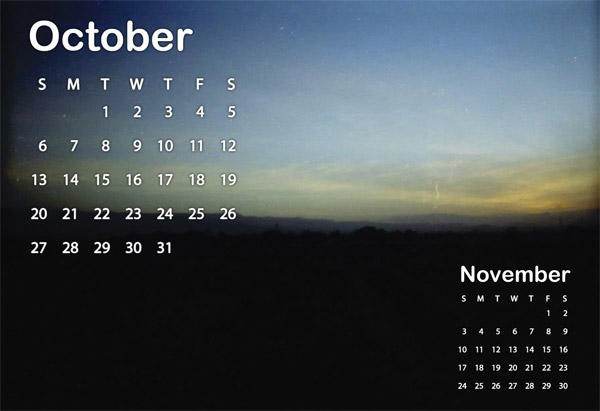 October
S M T W T F S
1 2 3 4 5
6 7 8 9 10 11 12
13 14 15 16 17 18 19
20 21 22 23 24 25 26
27 28 29 30 31
November
S M T W T F S
1 2
3 4 5 6 7 8 9
10 11 12 13 14 15 16
17 18 19 20 21 22 23
24 25 26 27 28 29 30